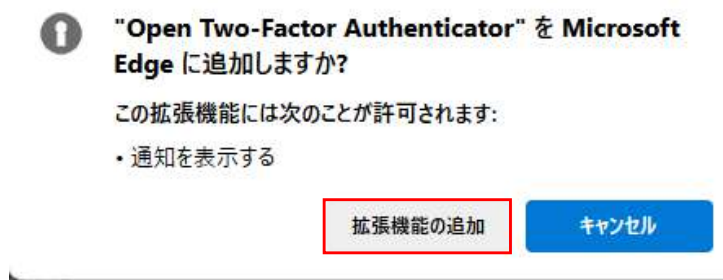 "Open Two-Factor Authenticator" を Microsoft
Edge に追加しますか?
この拡張機能には次のことが許可されます:
• 通知を表示する
拡張機能の追加
キャンセル